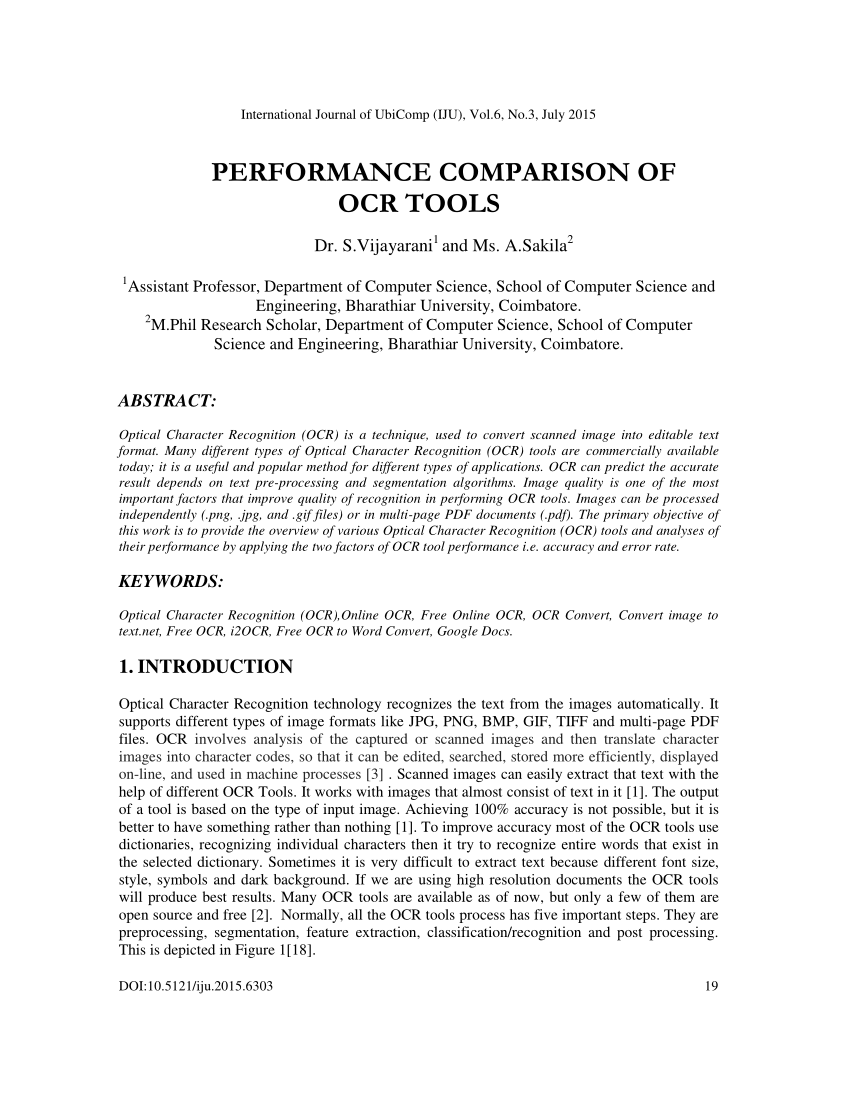 International Journal of UbiComp (IJU), Vol.6, No.3, July 2015
PERFORMANCE COMPARISON OF
OCR TOOLS
Dr. S.Vijayarani1 and Ms. A.Sakila2
1Assistant Professor, Department of Computer Science, School of Computer Science and
Engineering, Bharathiar University, Coimbatore.
2M.Phil Research Scholar, Department of Computer Science, School of Computer
Science and Engineering, Bharathiar University, Coimbatore.
ABSTRACT:
Optical Character Recognition (OCR) is a technique, used to convert scanned image into editable text
format. Many different types of Optical Character Recognition (OCR) tools are commercially available
today; it is a useful and popular method for different types of applications. OCR can predict the accurate
result depends on text pre-processing and segmentation algorithms. Image quality is one of the most
important factors that improve quality of recognition in performing OCR tools. Images can be processed
independently (.png, .jpg, and .gif files) or in multi-page PDF documents (.pdf). The primary objective of
this work is to provide the overview of various Optical Character Recognition (OCR) tools and analyses of
their performance by applying the two factors of OCR tool performance i.e. accuracy and error rate.
KEYWORDS:
Optical Character Recognition (OCR),Online OCR, Free Online OCR, OCR Convert, Convert image to
text.net, Free OCR, i2OCR, Free OCR to Word Convert, Google Docs.
1. INTRODUCTION
Optical Character Recognition technology recognizes the text from the images automatically. It
supports different types of image formats like JPG, PNG, BMP, GIF, TIFF and multi-page PDF
files. OCR involves analysis of the captured or scanned images and then translate character
images into character codes, so that it can be edited, searched, stored more efficiently, displayed
on-line, and used in machine processes [3] . Scanned images can easily extract that text with the
help of different OCR Tools. It works with images that almost consist of text in it [1]. The output
of a tool is based on the type of input image. Achieving 100% accuracy is not possible, but it is
better to have something rather than nothing [1]. To improve accuracy most of the OCR tools use
dictionaries, recognizing individual characters then it try to recognize entire words that exist in
the selected dictionary. Sometimes it is very difficult to extract text because different font size,
style, symbols and dark background. If we are using high resolution documents the OCR tools
will produce best results. Many OCR tools are available as of now, but only a few of them are
open source and free [2].  Normally, all the OCR tools process has five important steps. They are
preprocessing, segmentation, feature extraction, classification/recognition and post processing.
This is depicted in Figure 1[18].
DOI:10.5121/iju.2015.6303 19